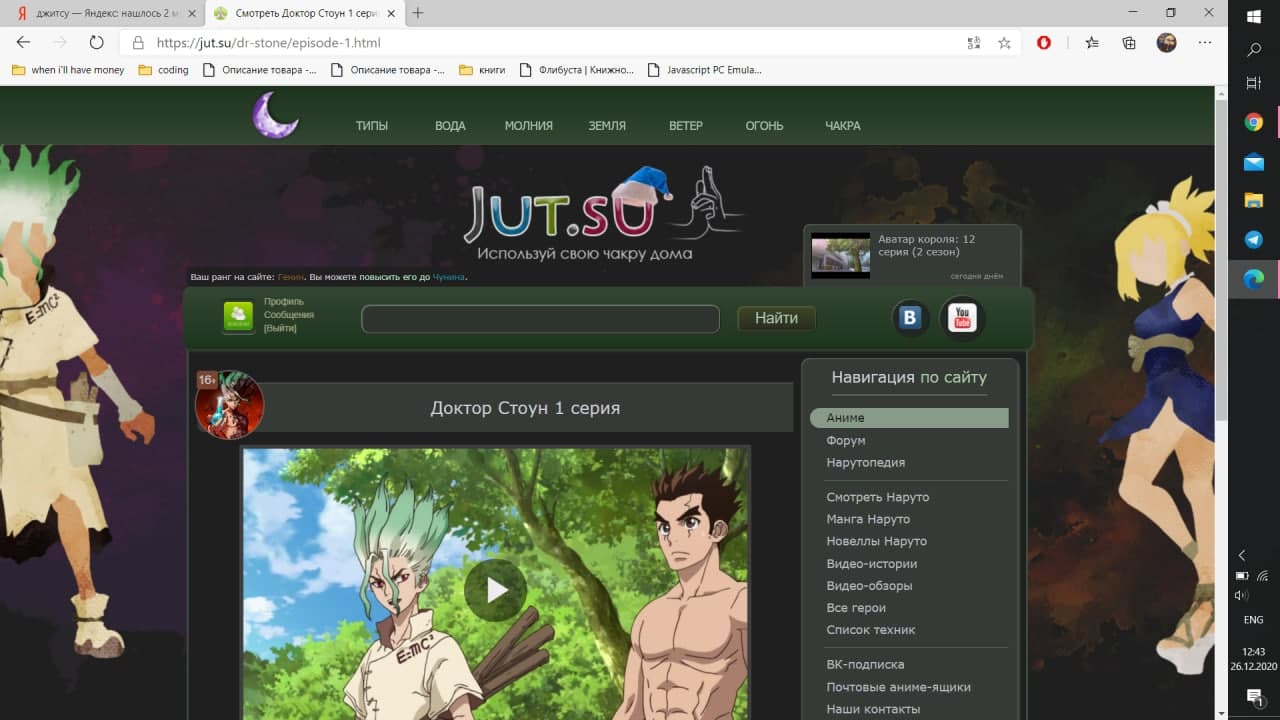 джитсу — Яндекс: нашлось 2 м
Смотреть Доктор Стоун 1 сери
https://jut.su/dr-stone/episode-1.html
when i'll have money
coding
Описание товара -...
Описание товара -...
книги
Флибуста | Книжно...
Javascript PC Emula...
ТИПЫ
ВОДА
МОЛНИЯ
ЗЕМЛЯ
ВЕТЕР
ОГОНЬ
ЧАКРА
JUT.SU
Используй свою чакру дома
Аватар короля: 12
серия (2 сезон)
сегодня днём
Ваш ранг на сайте: Генин. Вы можете повысить его до Чунина.
Профиль
Сообщения
[Выйти]
Найти
B
You
Tube
16+
Доктор Стоун 1 серия
Навигация по сайту
Аниме
Форум
Нарутопедия
Смотреть Наруто
Манга Наруто
Новеллы Наруто
Видео-истории
Видео-обзоры
Все герои
Список техник
ВК-подписка
Почтовые аниме-ящики
Наши контакты
E=mc²
E=mc²
ENG
12:43
26.12.2020
1